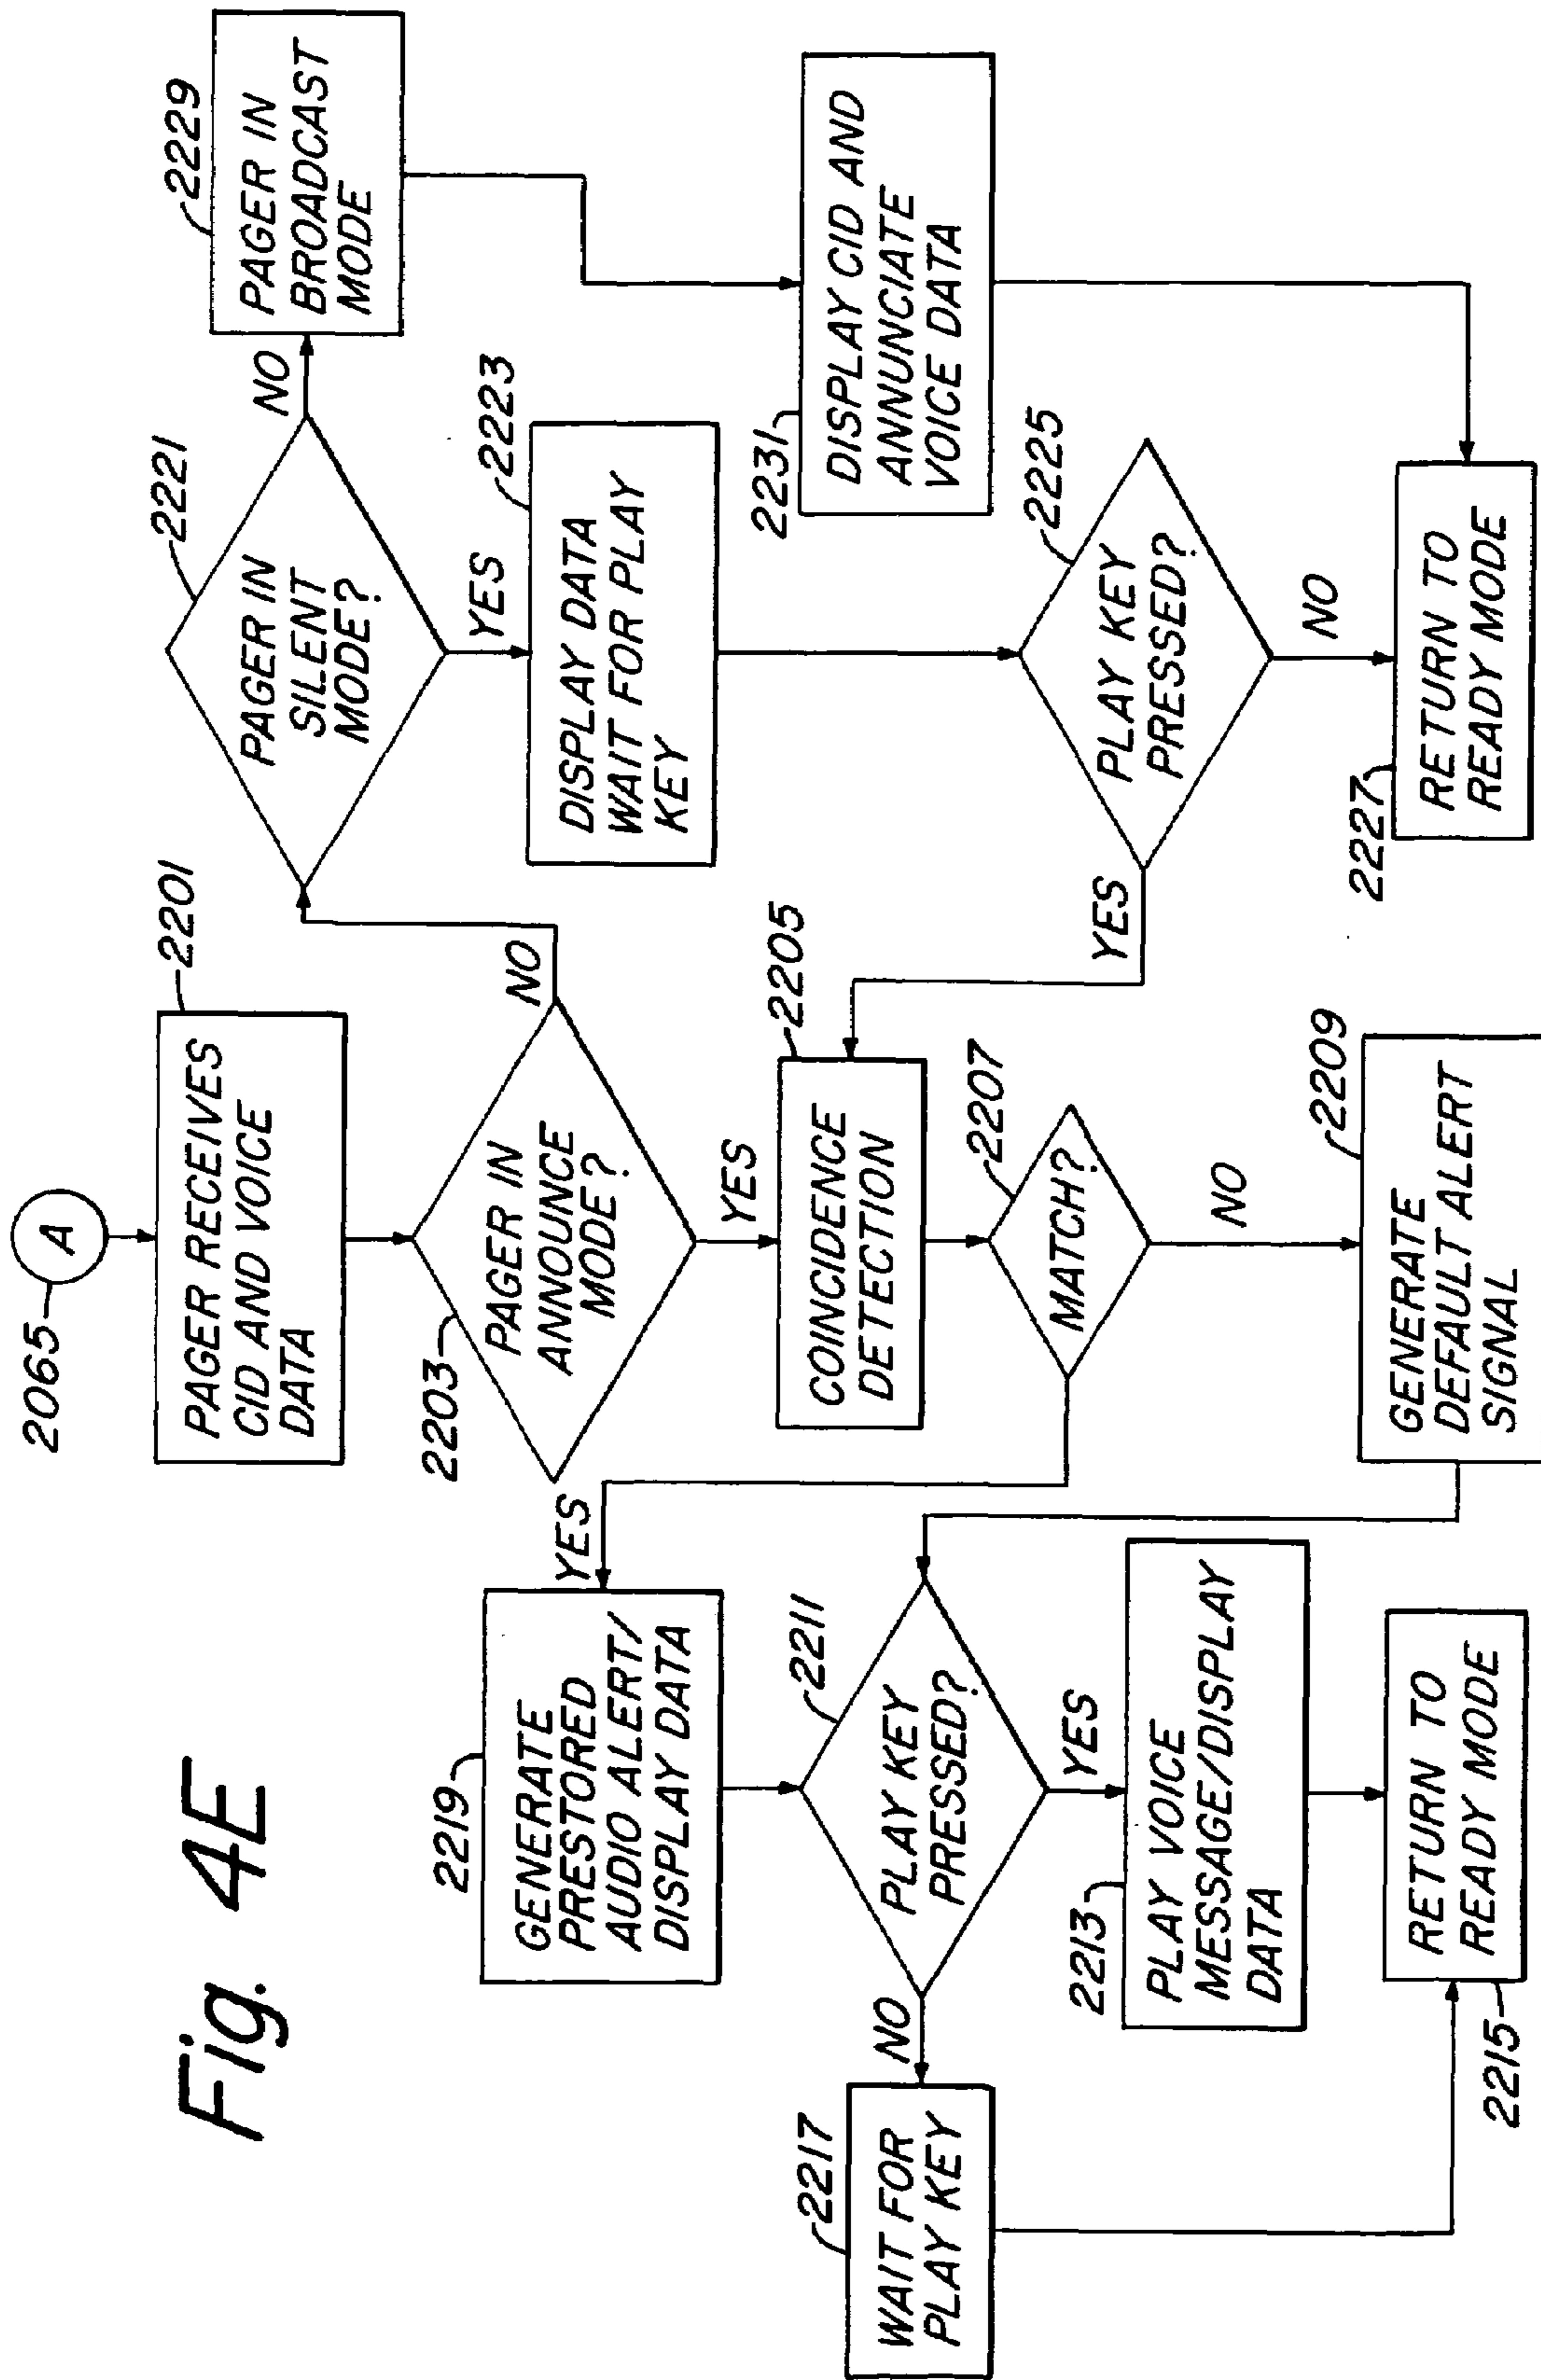 Fig. 4E
2065
A
2201
PAGER RECEIVES
CID AND VOICE
DATA
2203
PAGER IN
ANNOUNCE
MODE?
NO
YES
2221
PAGER IN
SILENT
MODE?
NO
YES
2229
PAGER IN
BROADCAST
MODE
2223
DISPLAY DATA
WAIT FOR PLAY
KEY
2231
DISPLAY CID AND
ANNUNCIATE
VOICE DATA
2225
PLAY KEY
PRESSED?
YES
NO
2227
RETURN TO
READY MODE
2205
COINCIDENCE
DETECTION
2207
MATCH?
YES
NO
2209
GENERATE
DEFAULT ALERT
SIGNAL
2219
GENERATE
PRESTORED
AUDIO ALERT/
DISPLAY DATA
2211
PLAY KEY
PRESSED?
NO
YES
2217
WAIT FOR
PLAY KEY
2213
PLAY VOICE
MESSAGE/DISPLAY
DATA
2215
RETURN TO
READY MODE